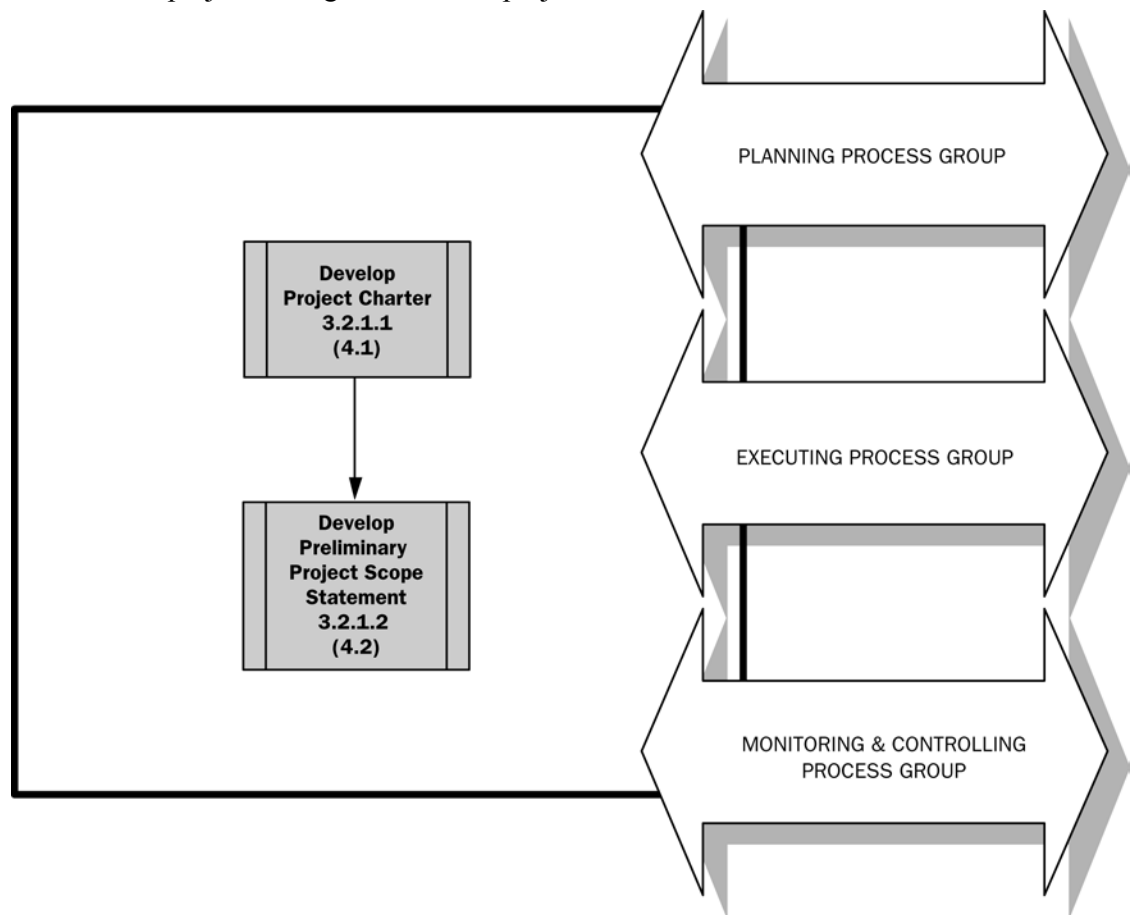 Develop
Project Charter
3.2.1.1
(4.1)
Develop
Preliminary
Project Scope
Statement
3.2.1.2
(4.2)
PLANNING PROCESS GROUP
EXECUTING PROCESS GROUP
MONITORING & CONTROLLING
PROCESS GROUP